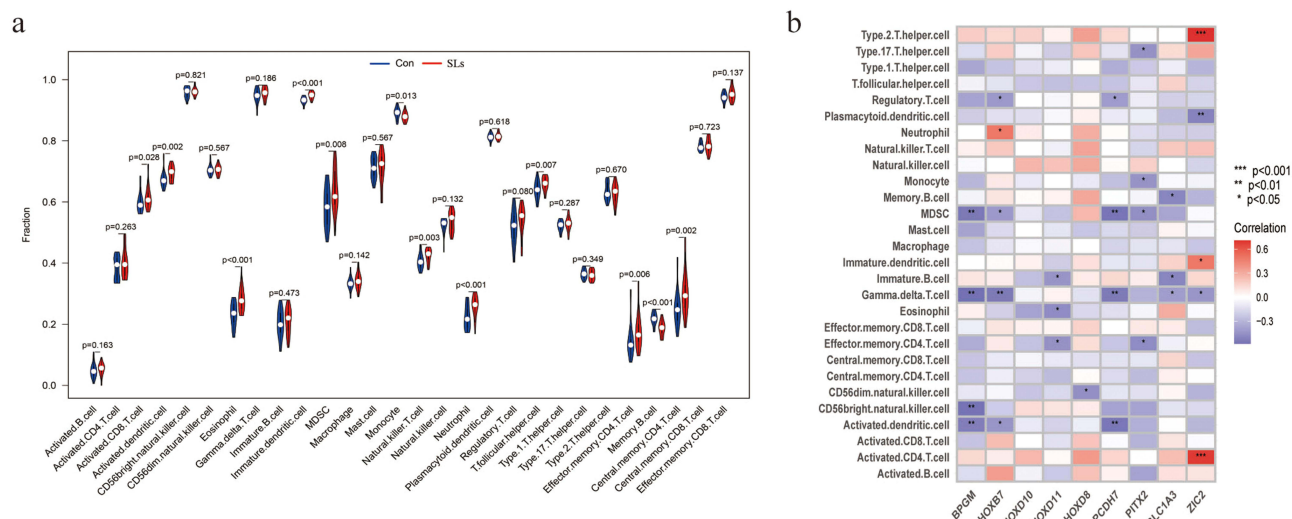 a
Con
SLs
Fraction
1.0
0.8
0.6
0.4
0.2
0.0
p=0.163
p=0.263
p=0.028
p=0.002
p=0.821
p=0.567
p<0.001
p=0.186
p=0.473
p<0.001
p=0.008
p=0.142
p=0.567
p=0.013
p=0.003
p=0.132
p<0.001
p=0.618
p=0.080
p=0.007
p=0.287
p=0.349
p=0.670
p=0.006
p<0.001
p=0.002
p=0.723
p=0.137
Activated.B.cell
Activated.CD4.T.cell
Activated.CD8.T.cell
Activated.dendritic.cell
CD56bright.natural.killer.cell
CD56dim.natural.killer.cell
Eosinophil
Gamma.delta.T.cell
Immature.B.cell
Immature.dendritic.cell
MDSC
Macrophage
Mast.cell
Monocyte
Natural.killer.T.cell
Natural.killer.cell
Neutrophil
Plasmacytoid.dendritic.cell
Regulatory.T.cell
T.follicular.helper.cell
Type.1.T.helper.cell
Type.17.T.helper.cell
Type.2.T.helper.cell
Effector.memory.CD4.T.cell
Memory.B.cell
Central.memory.CD4.T.cell
Central.memory.CD8.T.cell
Effector.memory.CD8.T.cell
b
Type.2.T.helper.cell ***
Type.17.T.helper.cell *
Type.1.T.helper.cell
T.follicular.helper.cell
Regulatory.T.cell * *
Plasmacytoid.dendritic.cell **
Neutrophil *
Natural.killer.T.cell
Natural.killer.cell
Monocyte *
Memory.B.cell *
MDSC ** * ** *
Mast.cell
Macrophage
Immature.dendritic.cell *
Immature.B.cell * *
Gamma.delta.T.cell ** ** ** * *
Eosinophil *
Effector.memory.CD8.T.cell
Effector.memory.CD4.T.cell * *
Central.memory.CD8.T.cell
Central.memory.CD4.T.cell
CD56dim.natural.killer.cell *
CD56bright.natural.killer.cell **
Activated.dendritic.cell ** * **
Activated.CD8.T.cell
Activated.CD4.T.cell ***
Activated.B.cell
BPGM
HOXB7
HOXD10
HOXD11
HOXD8
PCDH7
PITX2
SLC1A3
ZIC2
*** p<0.001
** p<0.01
* p<0.05
Correlation
0.6
0.3
0.0
−0.3